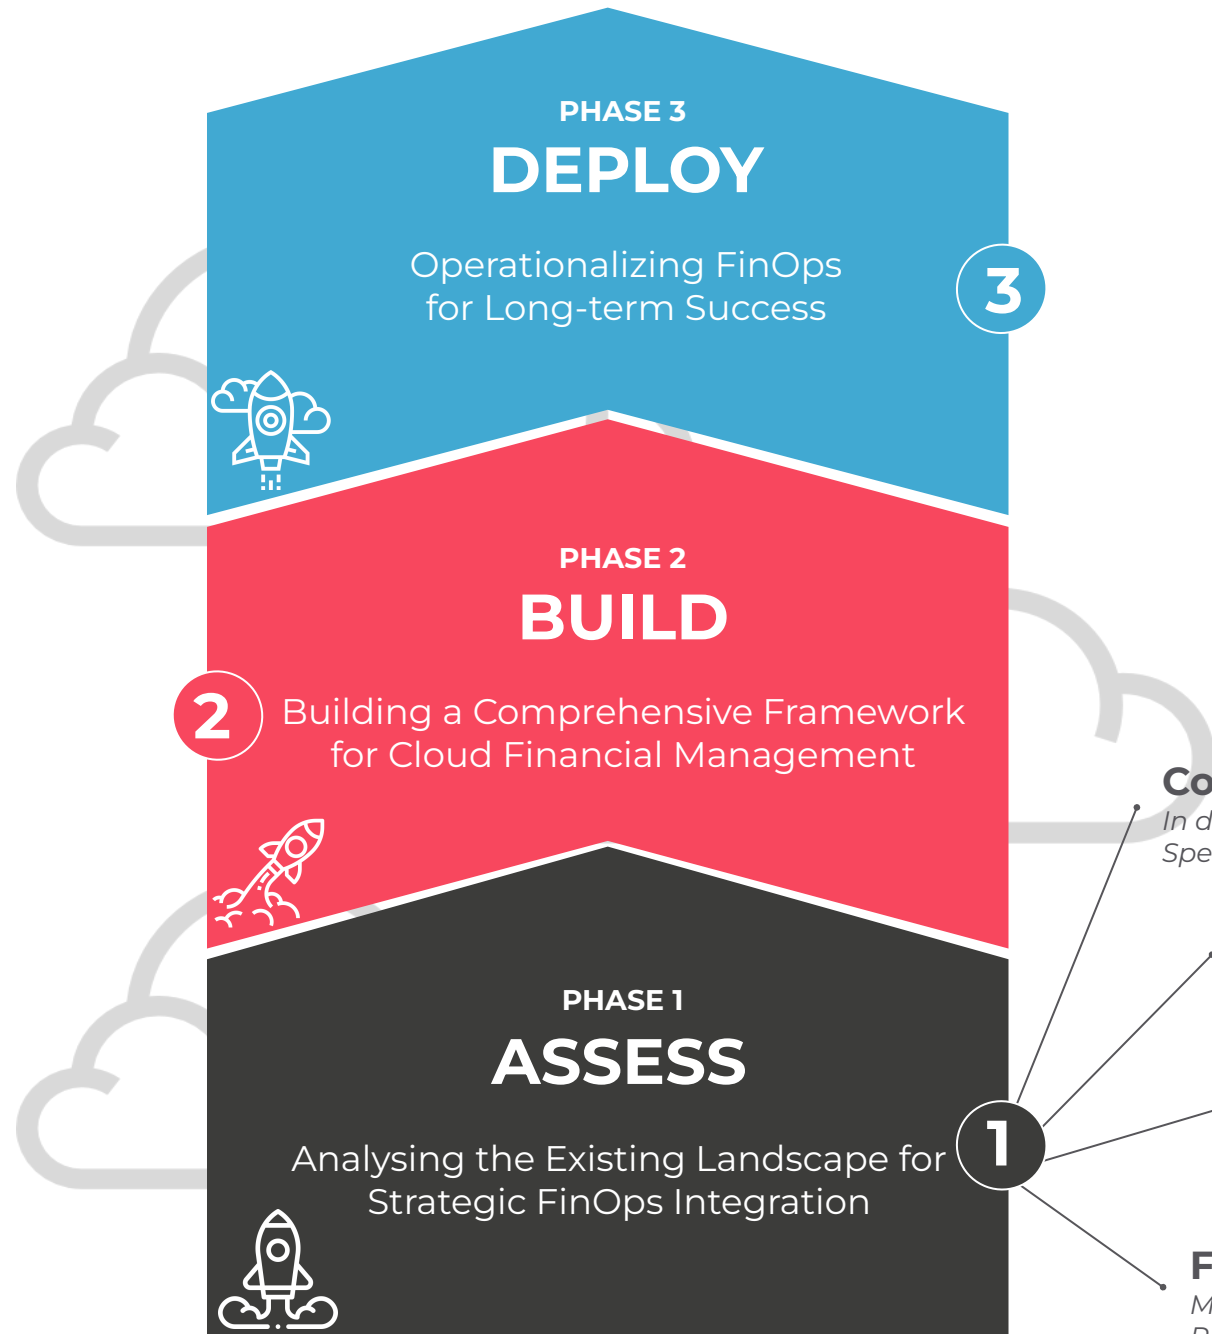 PHASE 3
DEPLOY
Operationalizing FinOps
for Long-term Success
3
PHASE 2
BUILD
2
Building a Comprehensive Framework
for Cloud Financial Management
PHASE 1
ASSESS
Analysing the Existing Landscape for
Strategic FinOps Integration
1
In